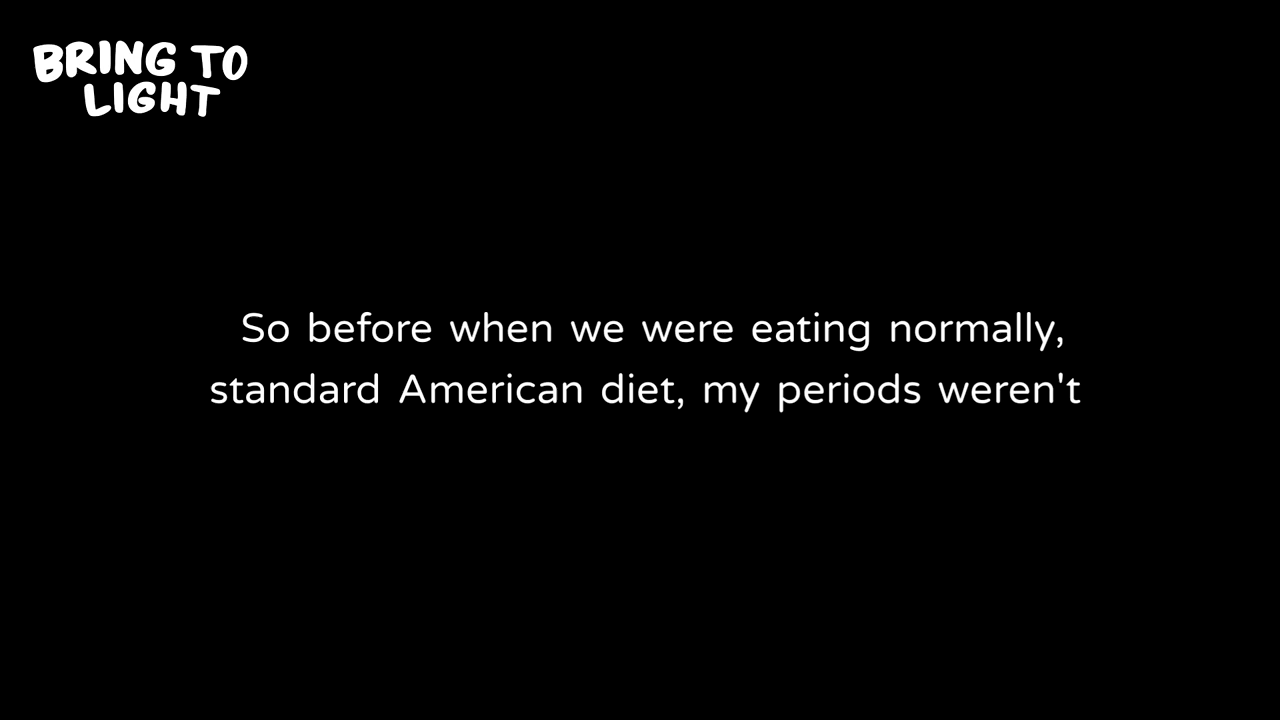 BRING TO
LIGHT
So before when we were eating normally,
standard American diet, my periods weren't